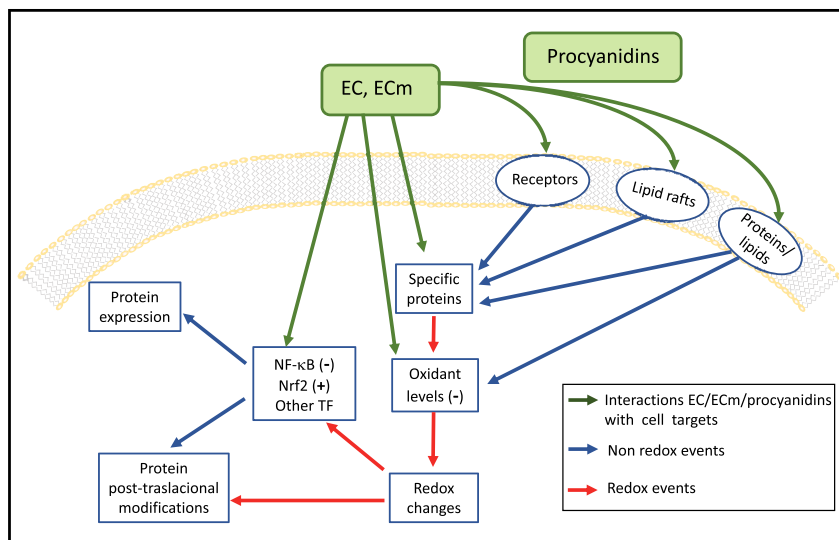 Procyanidins
EC, ECm
Receptors
Lipid rafts
Proteins/
lipids
Specific
proteins
Protein
expression
NF-κB (-)
Nrf2 (+)
Other TF
Oxidant
levels (-)
Protein
post-traslacional
modifications
Redox
changes
Interactions EC/ECm/procyanidins
with cell targets
Non redox events
Redox events